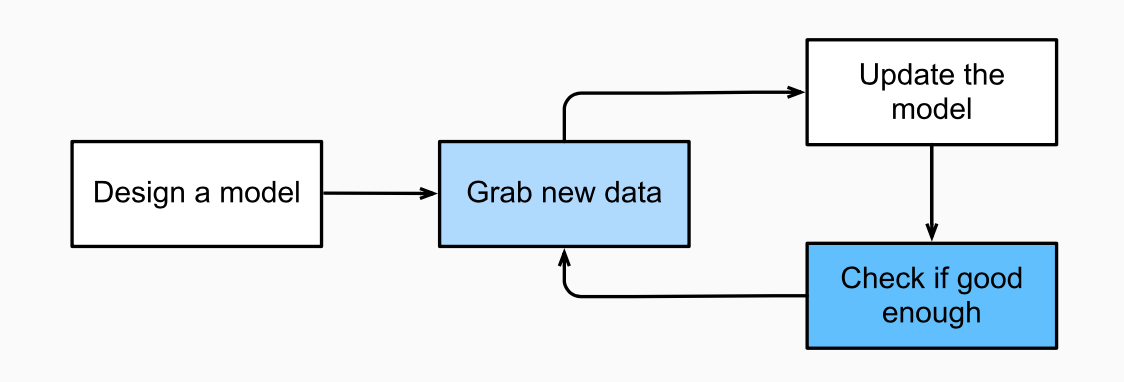 Design a model
Grab new data
Update the
model
Check if good
enough